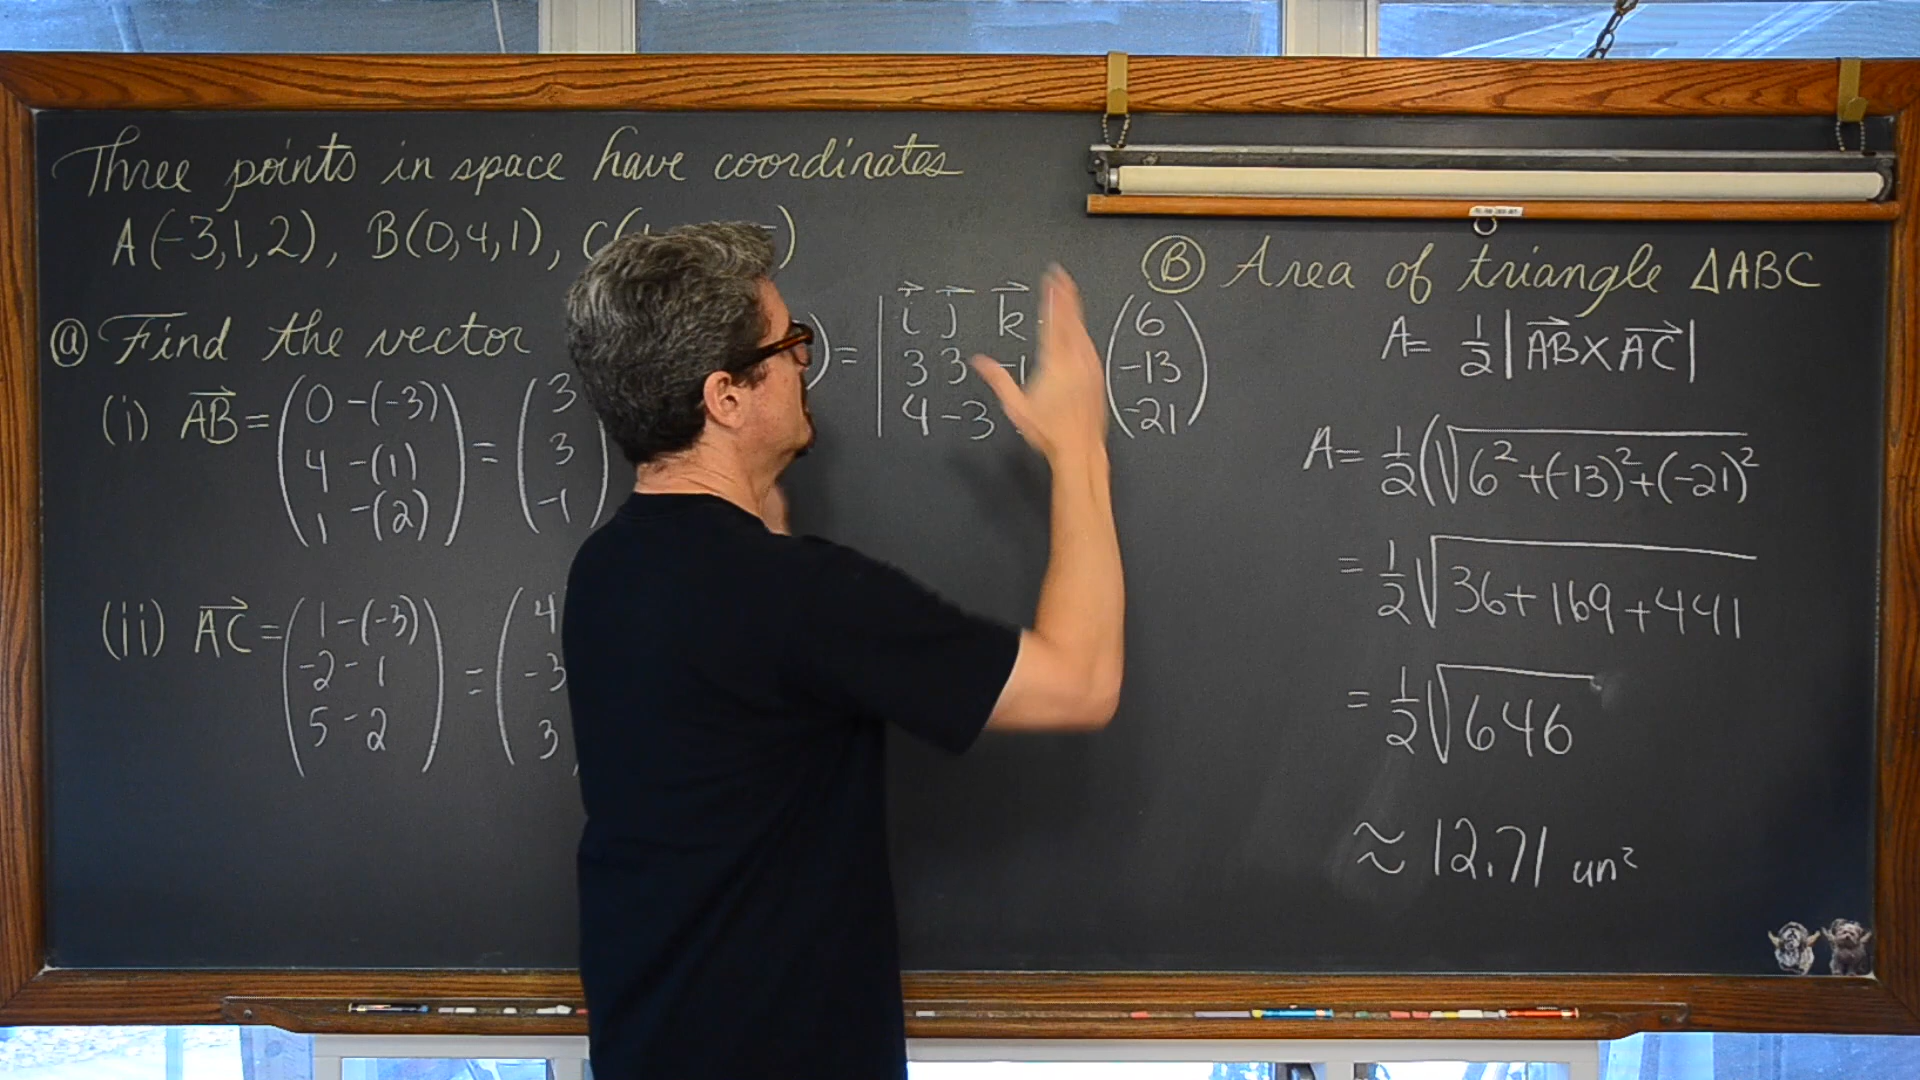 Three points in space have coordinates
A(-3,1,2), B(0,4,1), C(
ⓐ Find the vector
(i) AB = (0-(-3) 4-(1) 1-(2)) = (3 3 -1
(ii) AC = (1-(-3) -2-1 5-2) = (4 -3 3
) = | i j k
3 3 -1
4 -3
(6 -13 -21)
Ⓑ Area of triangle ΔABC
A = 1/2 |AB × AC|
A = 1/2(√6²+(-13)²+(-21)²
= 1/2 √36+169+441
= 1/2 √646
≈ 12.71 un²